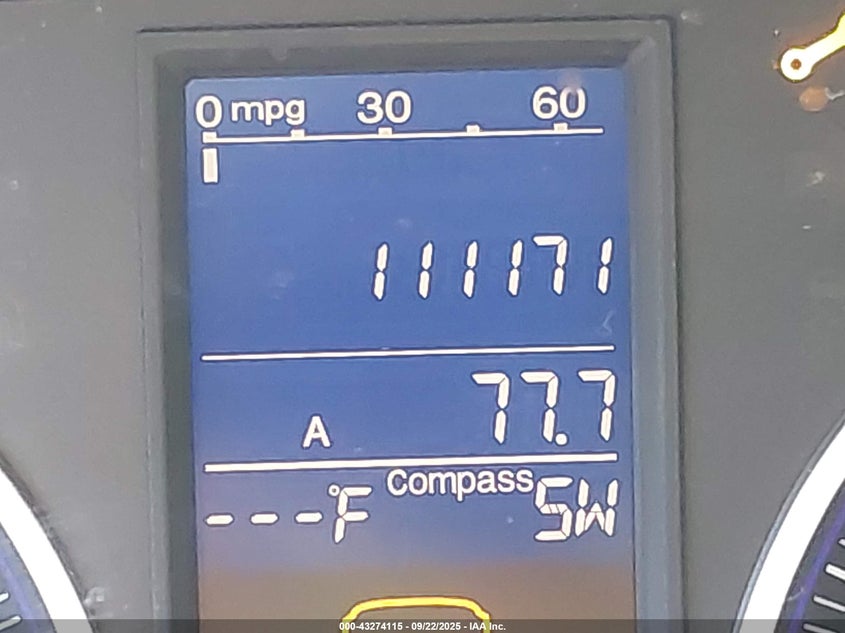 0 mpg 30 60
111171
A 77.7
---°F Compass SW
000-43274115 - 09/22/2025 - IAA Inc.